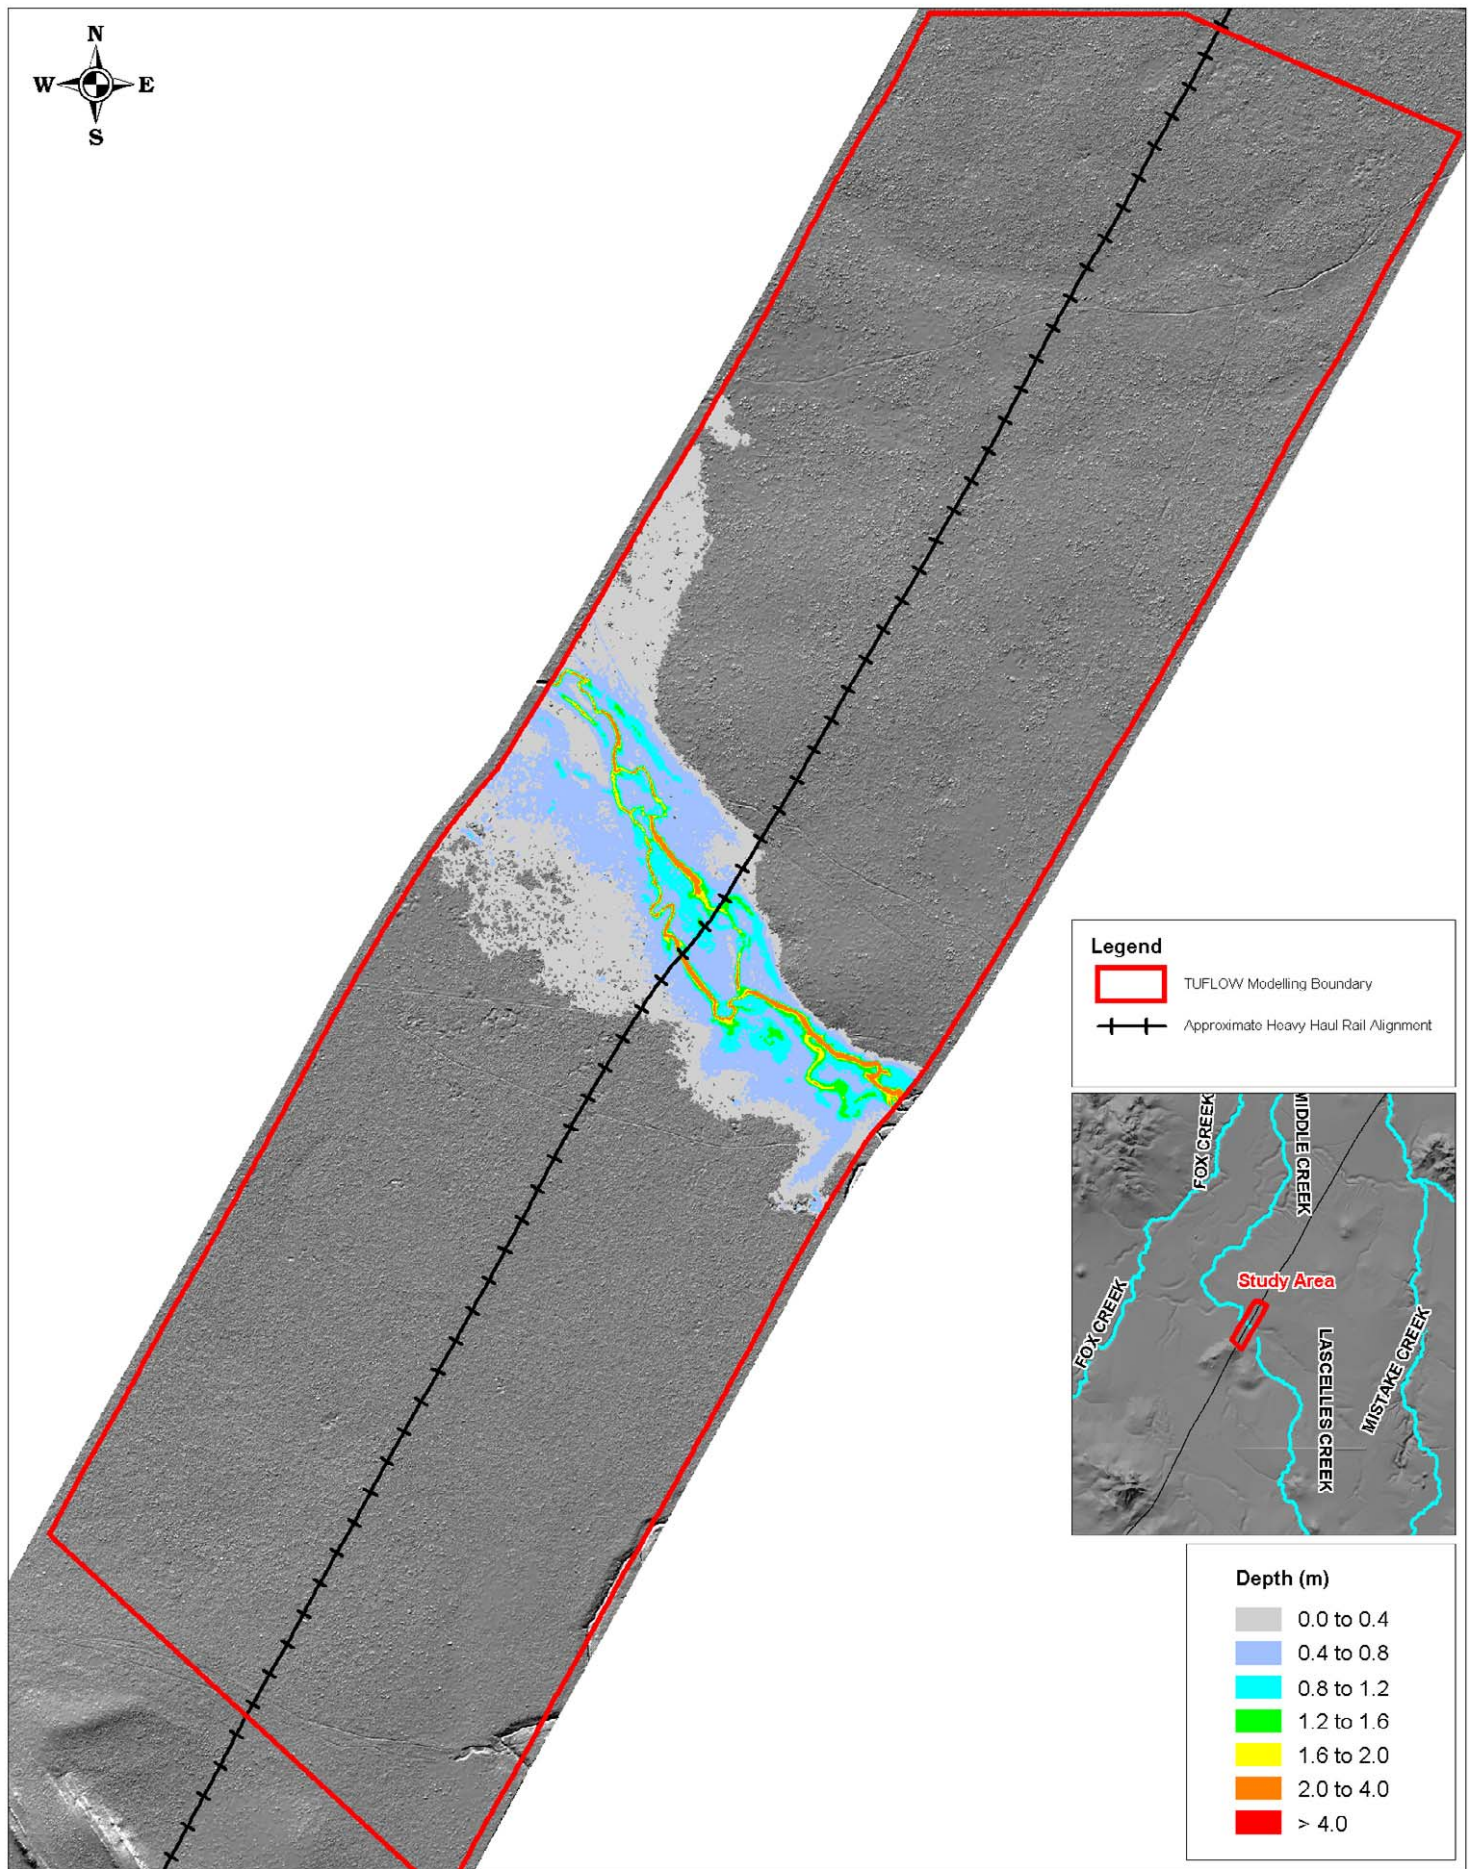 N
W E
S
Legend
TUFLOW Modelling Boundary
Approximate Heavy Haul Rail Alignment
FOX CREEK
MIDDLE CREEK
Study Area
FOX CREEK
LASCELLES CREEK
MISTAKE CREEK
Depth (m)
0.0 to 0.4
0.4 to 0.8
0.8 to 1.2
1.2 to 1.6
1.6 to 2.0
2.0 to 4.0
> 4.0